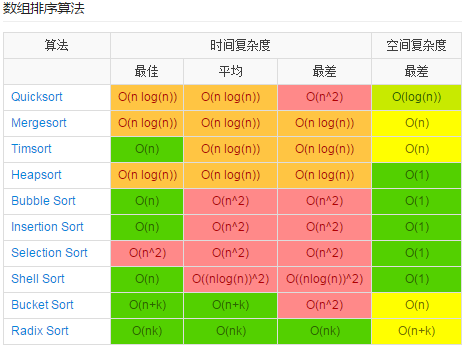 数组排序算法
算法 时间复杂度 空间复杂度
最佳 平均 最差 最差
Quicksort O(n log(n)) O(n log(n)) O(n^2) O(log(n))
Mergesort O(n log(n)) O(n log(n)) O(n log(n)) O(n)
Timsort O(n) O(n log(n)) O(n log(n)) O(n)
Heapsort O(n log(n)) O(n log(n)) O(n log(n)) O(1)
Bubble Sort O(n) O(n^2) O(n^2) O(1)
Insertion Sort O(n) O(n^2) O(n^2) O(1)
Selection Sort O(n^2) O(n^2) O(n^2) O(1)
Shell Sort O(n) O((nlog(n))^2) O((nlog(n))^2) O(1)
Bucket Sort O(n+k) O(n+k) O(n^2) O(n)
Radix Sort O(nk) O(nk) O(nk) O(n+k)